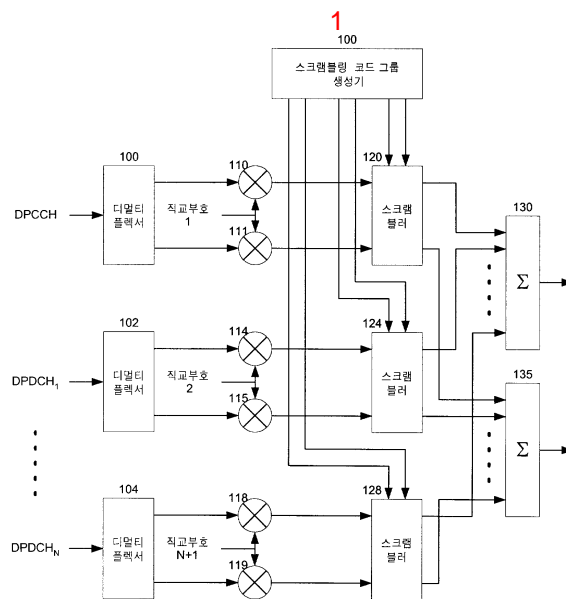 1
100
스크램블링 코드 그룹
생성기
100
110
120
130
DPCCH
디멀티
플렉서
직교부호
1
스크램
블러
Σ
111
102
114
124
135
DPDCH1
디멀티
플렉서
직교부호
2
스크램
블러
Σ
115
104
118
128
DPDCHN
디멀티
플렉서
직교부호
N+1
스크램
블러
119